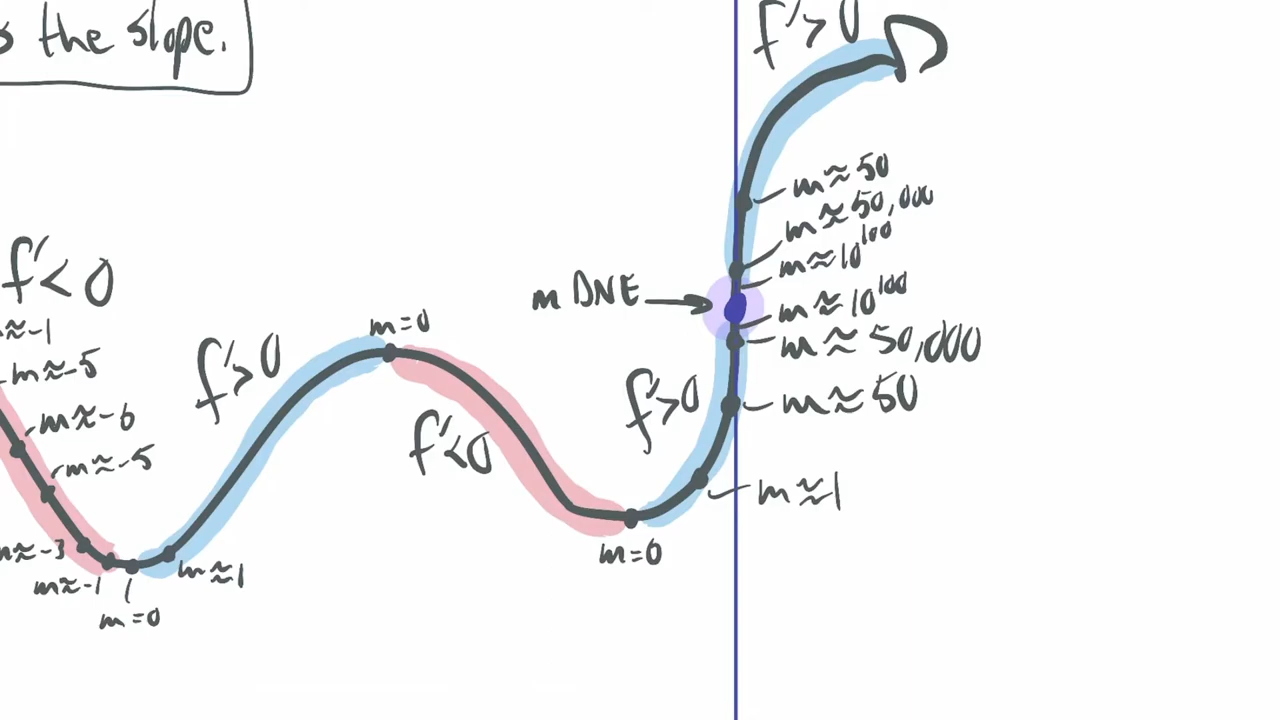 s the slope.
f'>0
m≈50
m≈50,000
m≈10^100
m DNE
m≈10^100
m≈50,000
f'<0
m≈-1
m=0
f'>0
m≈-5
f'>0
m≈50
m≈-6
f'<0
m≈-5
m≈1
m≈-3
m=0
m≈-1
m≈1
m=0